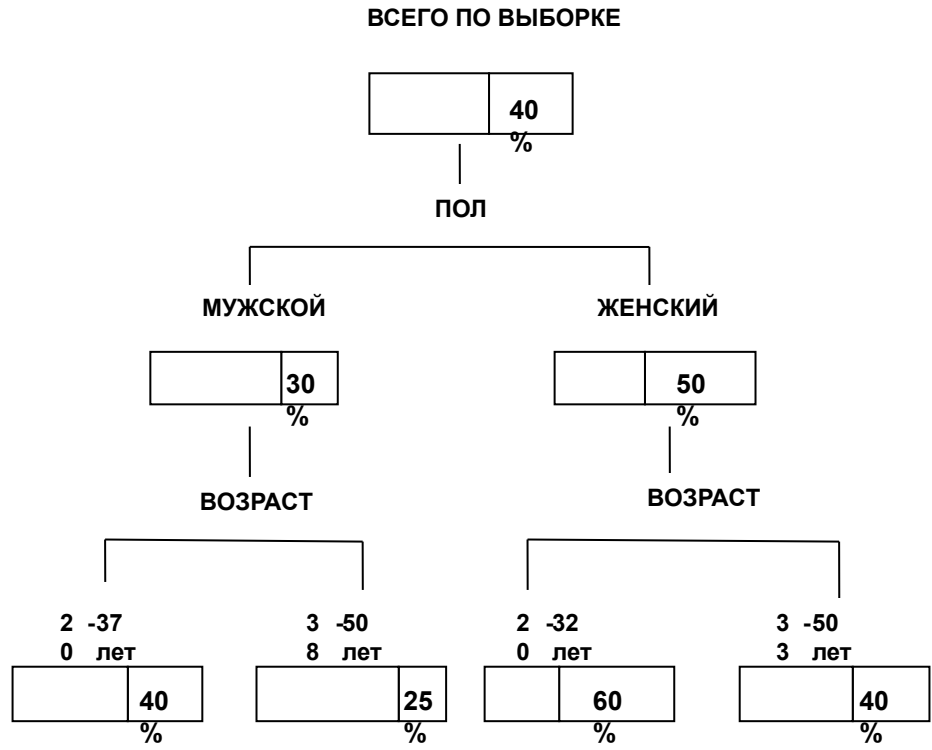 ВСЕГО ПО ВЫБОРКЕ
40
%
ПОЛ
МУЖСКОЙ
ЖЕНСКИЙ
30
%
50
%
ВОЗРАСТ
ВОЗРАСТ
2 -37
0 лет
3 -50
8 лет
2 -32
0 лет
3 -50
3 лет
40
%
25
%
60
%
40
%